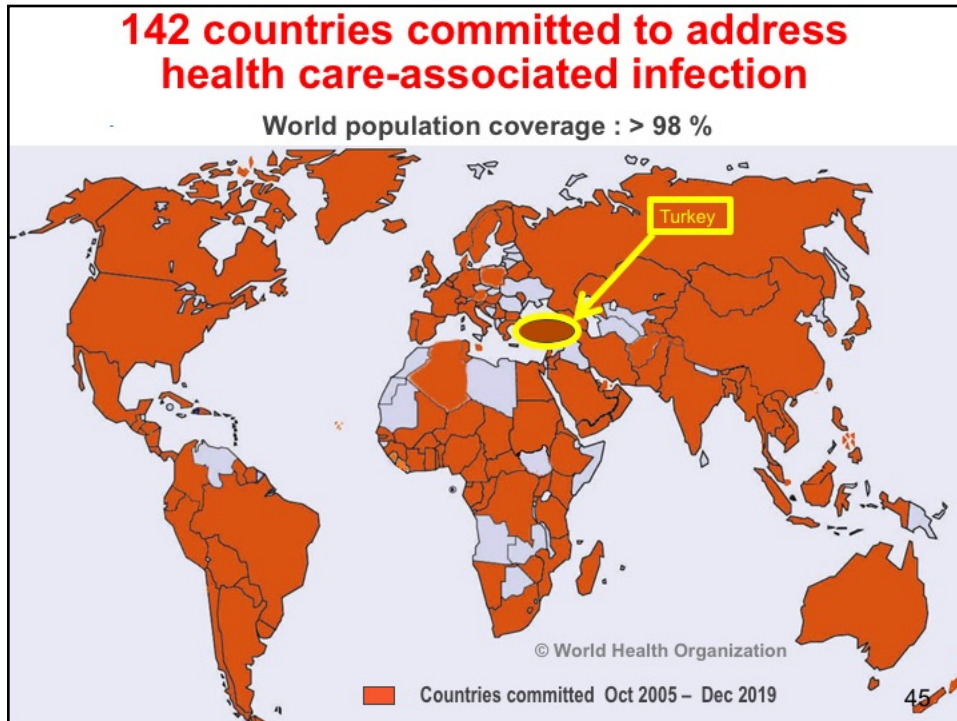 142 countries committed to address
health care-associated infection
World population coverage : > 98 %
Turkey
© World Health Organization
Countries committed  Oct 2005 – Dec 2019
45